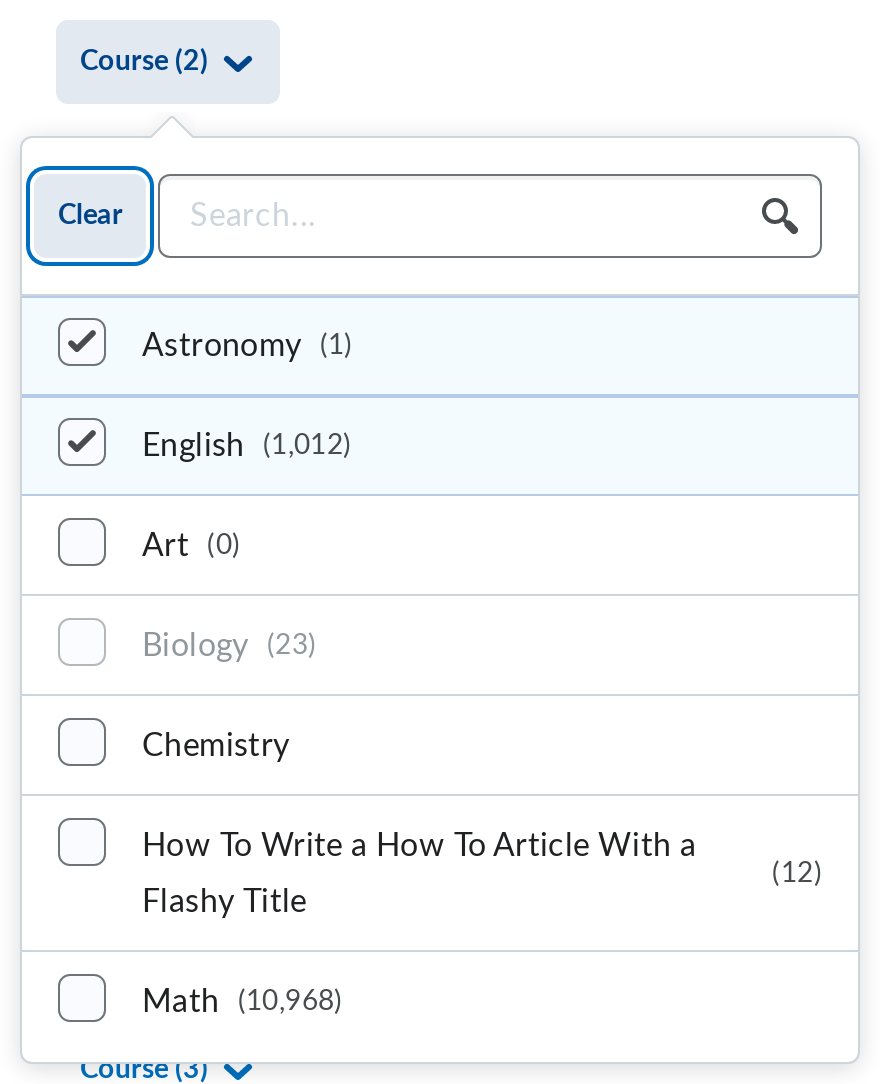 Course (2)
Clear
Search...
Astronomy (1)
English (1,012)
Art (0)
Biology (23)
Chemistry
How To Write a How To Article With a
Flashy Title
(12)
Math (10,968)
Course (3)